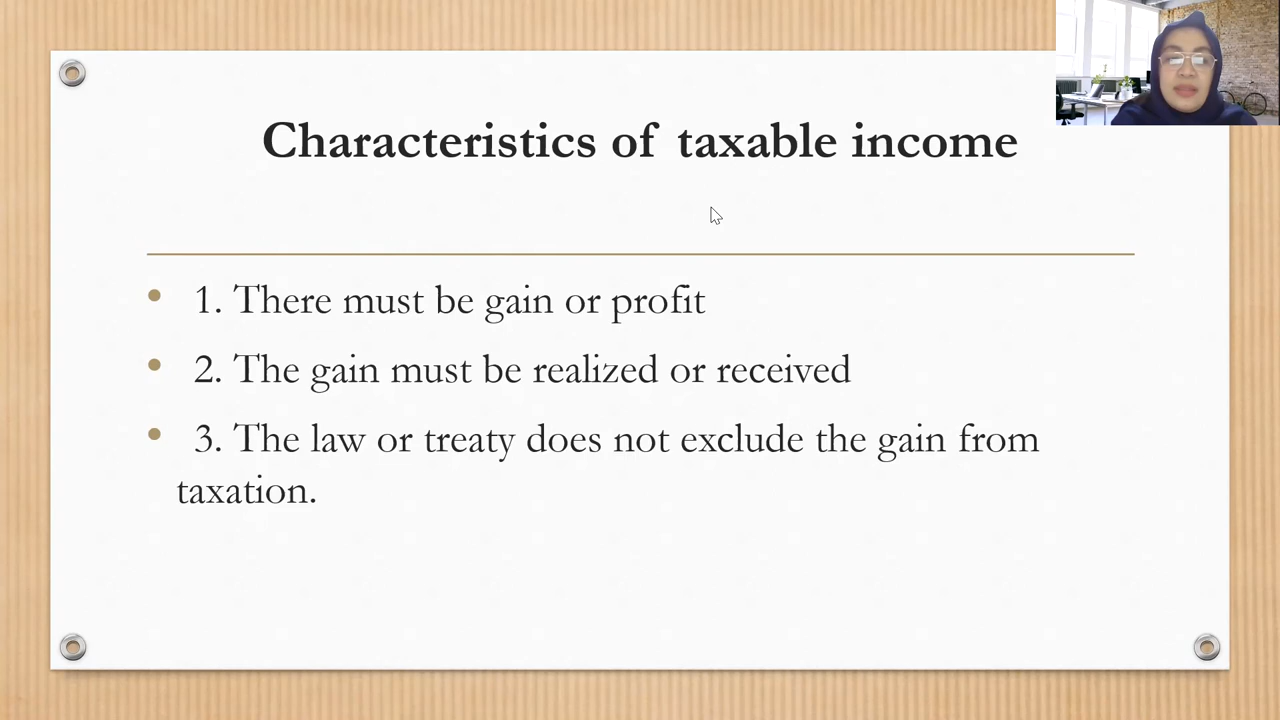 Characteristics of taxable income
• 1. There must be gain or profit
• 2. The gain must be realized or received
• 3. The law or treaty does not exclude the gain from
taxation.